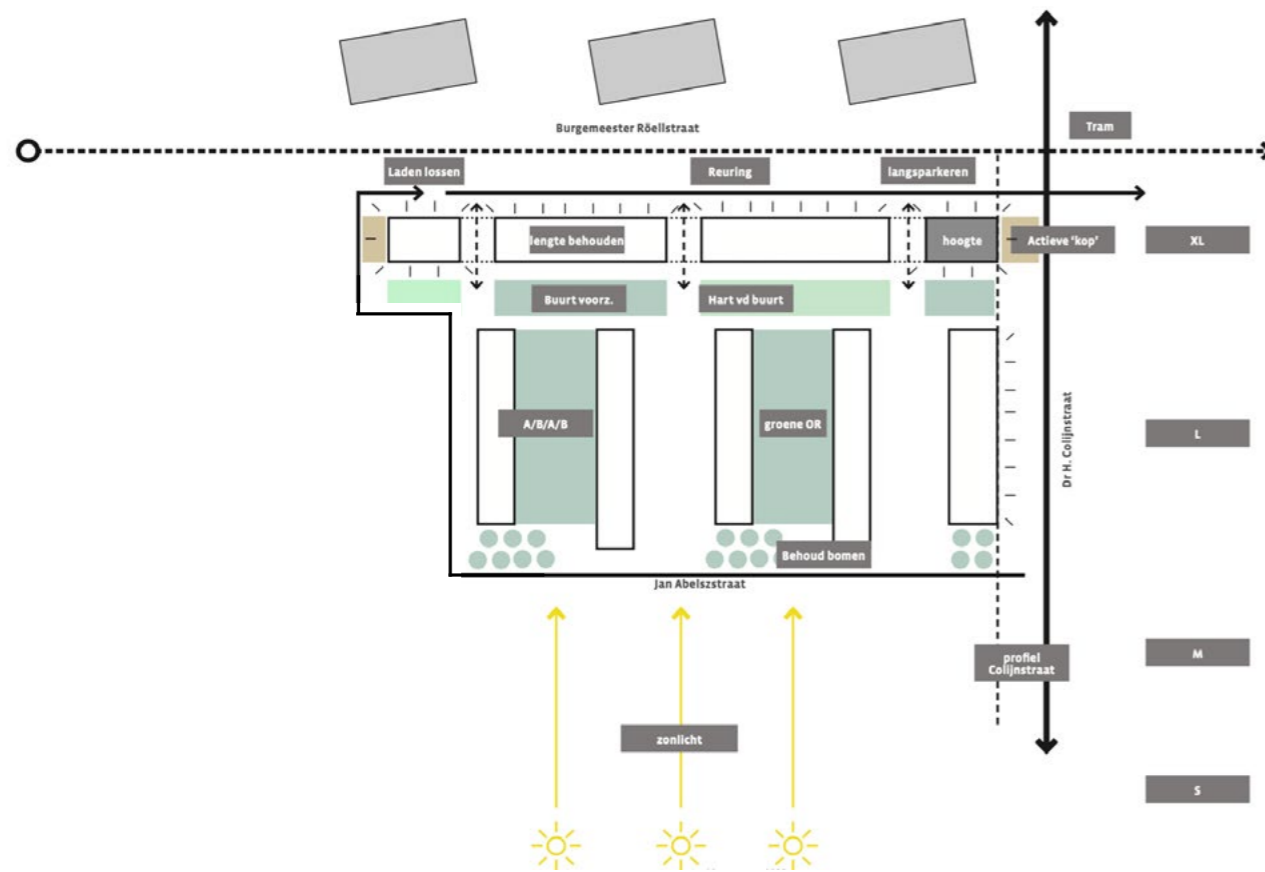 Burgemeester Röellstraat
Tram
Laden lossen
Reuring
langsparkeren
lengte behouden
hoogte
Actieve ‘kop’
XL
Buurt voorz.
Hart vd buurt
A/B/A/B
groene OR
Dr H. Colijnstraat
L
Behoud bomen
Jan Abelszstraat
profiel
Colijnstraat
M
zonlicht
S